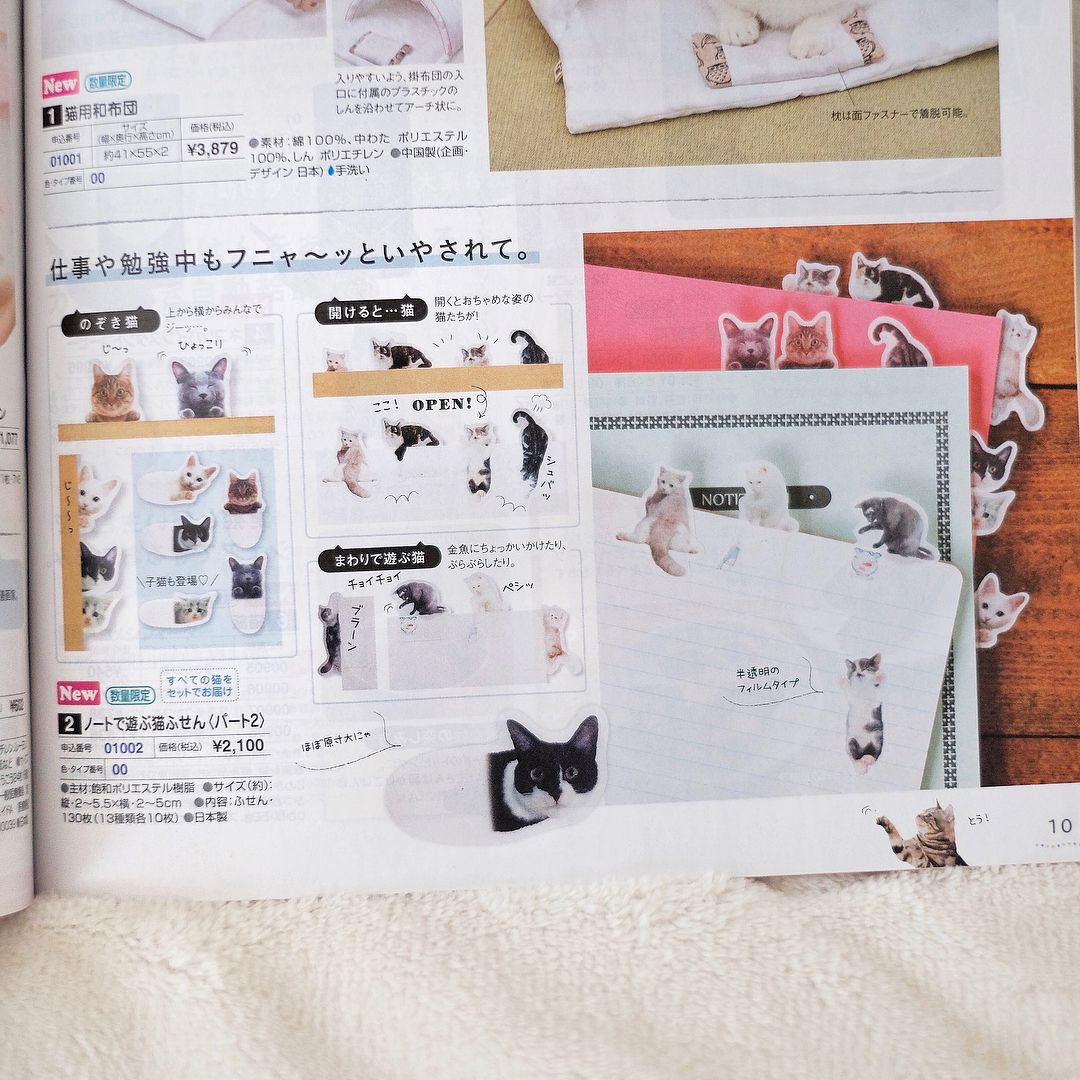 New 数量限定
1 猫用和布団
申込番号 サイズ(幅×奥行×高さcm) 価格(税込)
01001 約41×55×2 ¥3,879
色・タイプ番号 00
入りやすいよう、掛布団の入
口に付属のプラスチックの
しんを沿わせてアーチ状に。
●素材:綿100%、中わた ポリエステル
100%、しん ポリエチレン ●中国製(企画・
デザイン 日本) 手洗い
枕は面ファスナーで着脱可能。
仕事や勉強中もフニャ〜ッといやされて。
のぞき猫
上から横からみんなで
ジーッ…。
じ〜っ
ひょっこり
じ〜〜っ
子猫も登場♡
開けると…猫
開くとおちゃめな姿の
猫たちが!
ここ! OPEN!
シュバッ
まわりで遊ぶ猫
金魚にちょっかいかけたり、
ぶらぶらしたり。
チョイチョイ
ペシッ
ブラーン
New 数量限定
すべての猫を
セットでお届け
2 ノートで遊ぶ猫ふせん〈パート2〉
申込番号 01002 価格(税込) ¥2,100
色・タイプ番号 00
●主材:飽和ポリエステル樹脂 ●サイズ(約):
縦・2〜5.5×横・2〜5cm ●内容:ふせん・
130枚(13種類各10枚) ●日本製
ほぼ原寸大にゃ
半透明の
フィルムタイプ
とう!
10